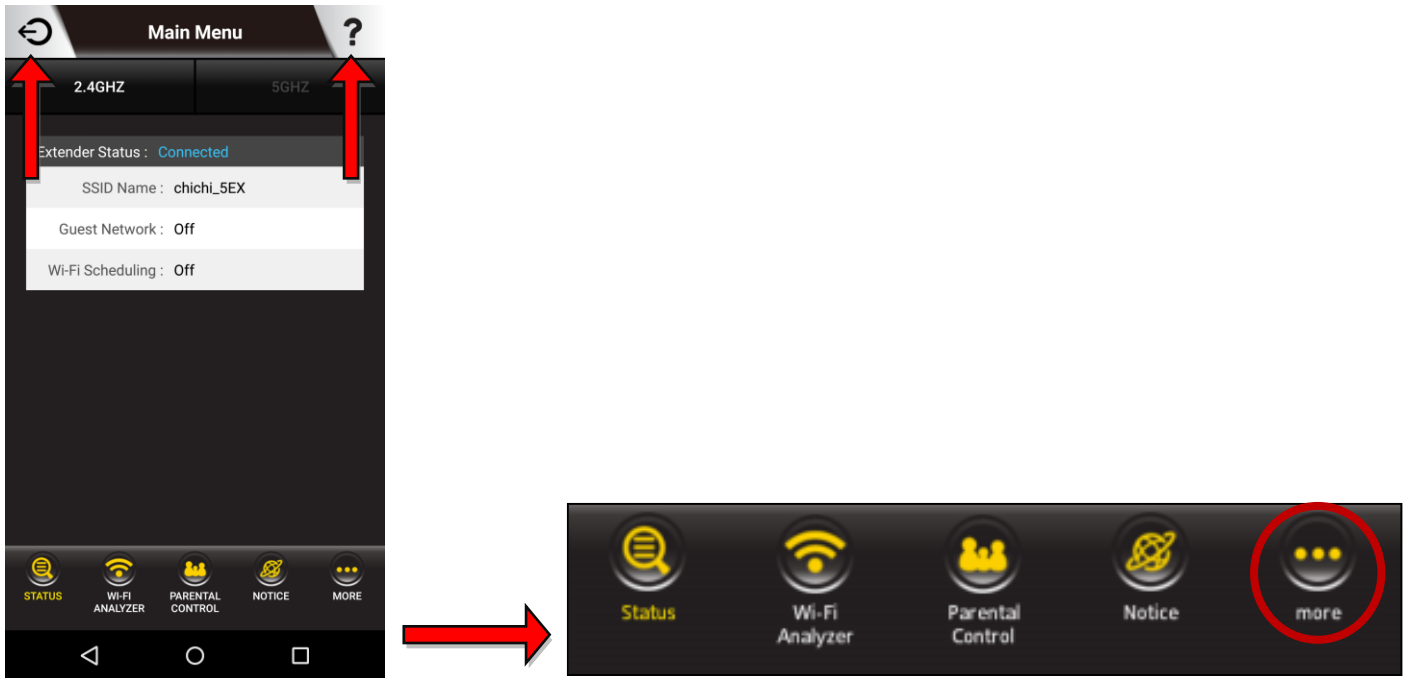 Main Menu
?
2.4GHZ
5GHZ
Extender Status : Connected
SSID Name : chichi_5EX
Guest Network : Off
Wi-Fi Scheduling : Off
STATUS
WI-FI
ANALYZER
PARENTAL
CONTROL
NOTICE
MORE
Status
Wi-Fi
Analyzer
Parental
Control
Notice
more